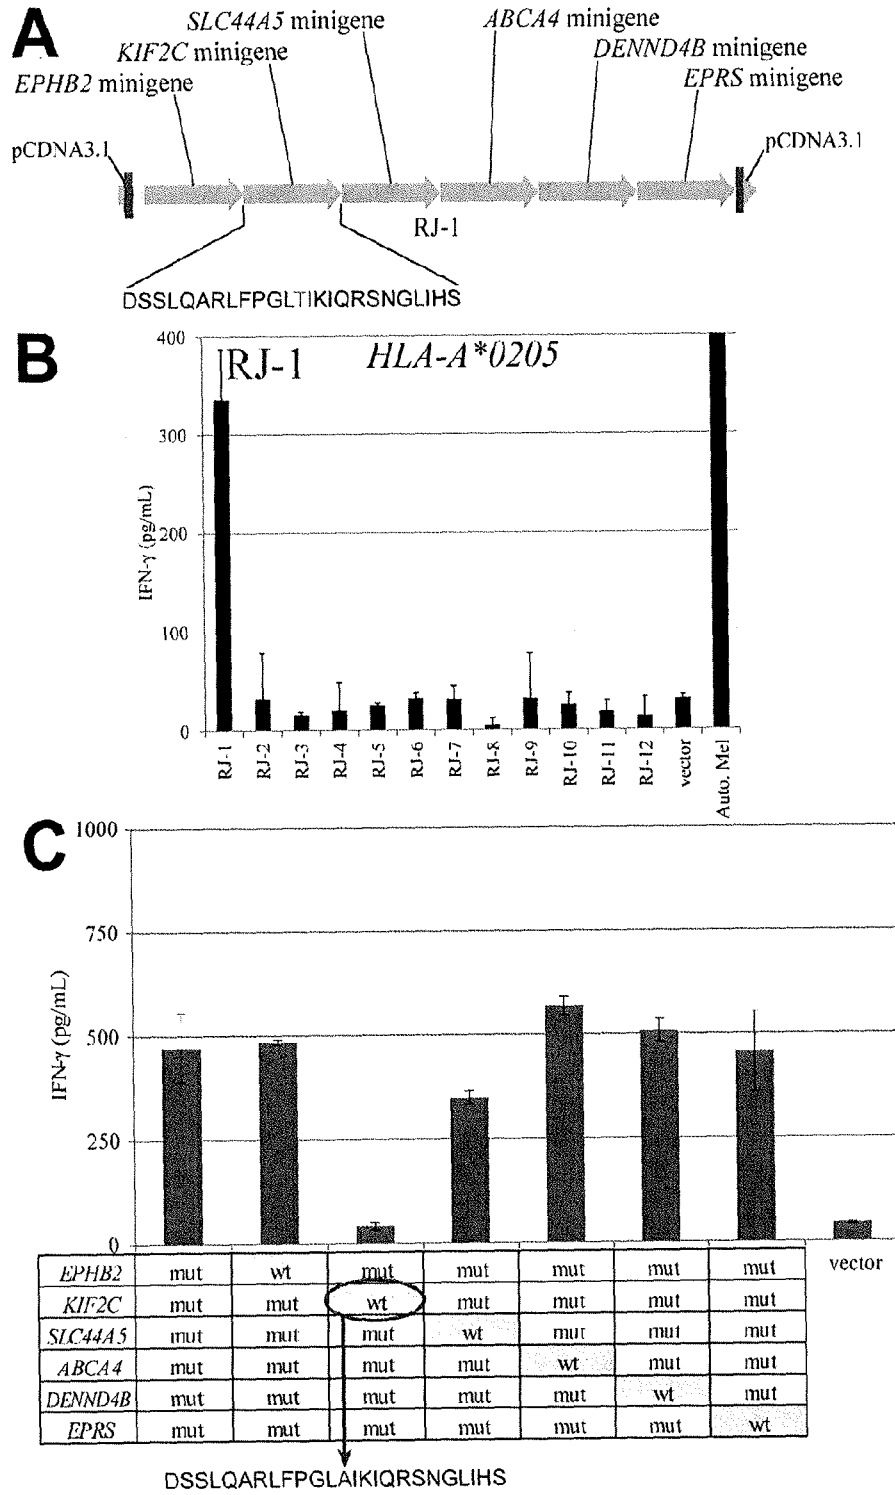 A
SLC44A5 minigene
ABCA4 minigene
KIF2C minigene
DENND4B minigene
EPHB2 minigene
EPRS minigene
pCDNA3.1
pCDNA3.1
RJ-1
DSSLQARLFPGLTIKIQRSNGLIHS
B
RJ-1
HLA-A*0205
IFN-γ (pg/mL)
400
300
200
100
0
RJ-1
RJ-2
RJ-3
RJ-4
RJ-5
RJ-6
RJ-7
RJ-8
RJ-9
RJ-10
RJ-11
RJ-12
vector
Auto. Mel
C
IFN-γ (pg/mL)
1000
750
500
250
0
vector
EPHB2 mut wt mut mut mut mut mut
KIF2C mut mut wt mut mut mut mut
SLC44A5 mut mut mut wt mut mut mut
ABCA4 mut mut mut mut wt mut mut
DENND4B mut mut mut mut mut wt mut
EPRS mut mut mut mut mut mut wt
DSSLQARLFPGLAIKIQRSNGLIHS